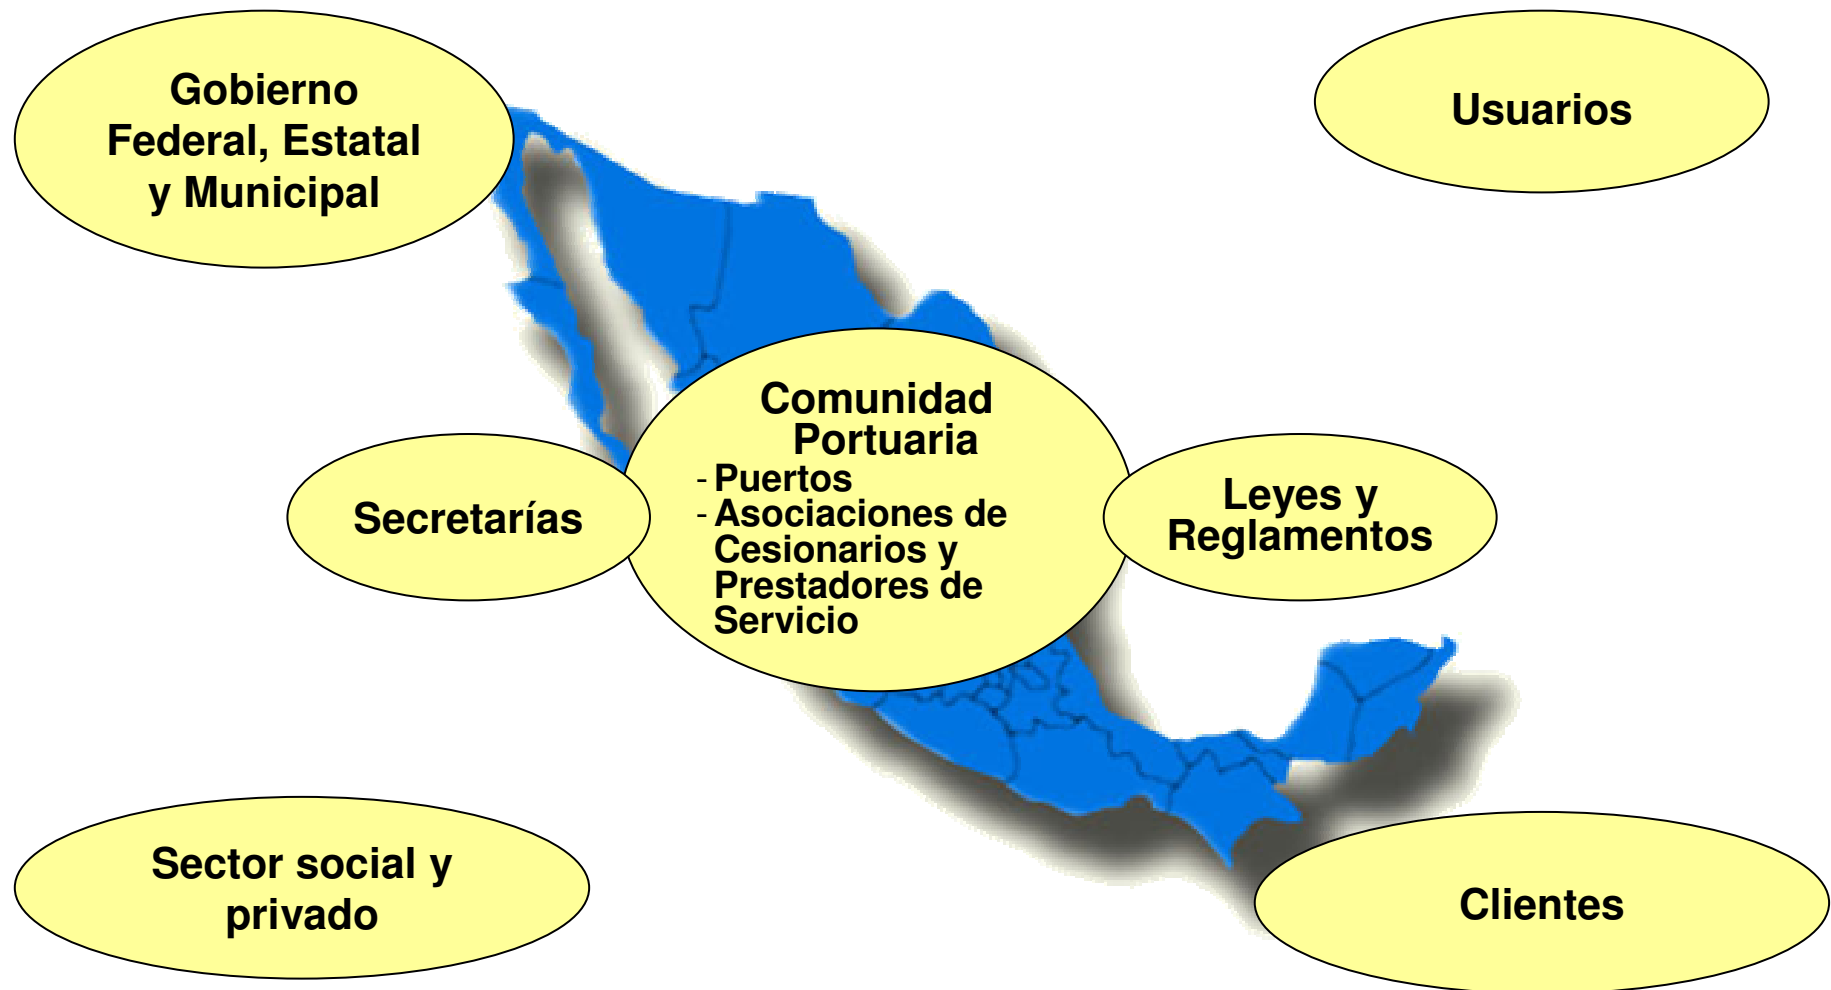 Gobierno
Federal, Estatal
y Municipal
Usuarios
Comunidad
Portuaria
- Puertos
- Asociaciones de
Cesionarios y
Prestadores de
Servicio
Secretarías
Leyes y
Reglamentos
Sector social y
privado
Clientes